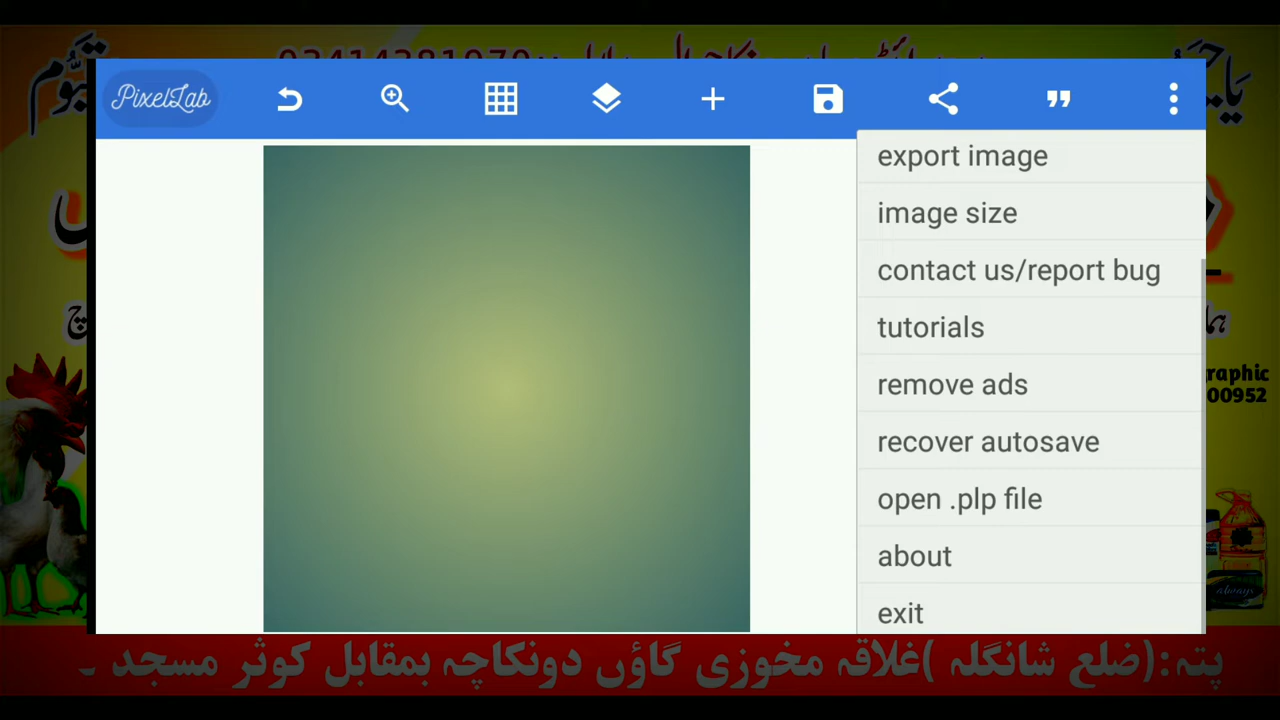 PixelLab
export image
image size
contact us/report bug
tutorials
remove ads
recover autosave
open .plp file
about
exit
raphic
00952
Always
پتہ:(ضلع شانگلہ )غلاقہ مخوزی گاؤں دونکاچہ بمقابل کوثر مسجد ۔